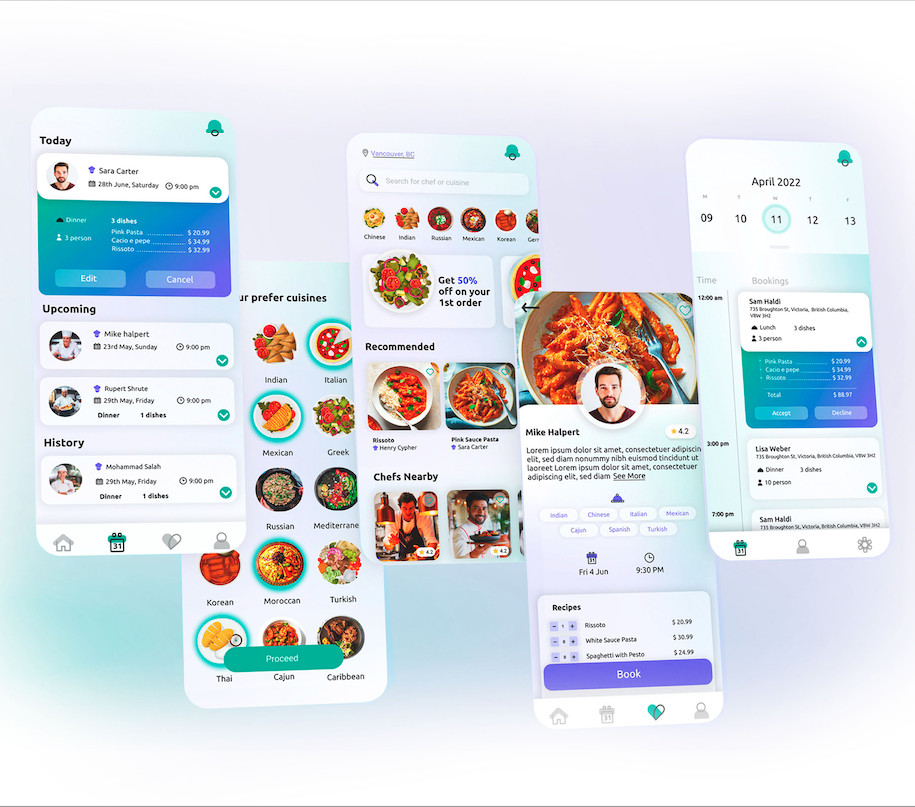 Today
Sara Carter
28th June, Saturday 9:00 pm
Dinner 3 dishes
3 person
Pink Pasta $ 20.99
Cacio e pepe $ 34.99
Rissoto $ 32.99
Edit Cancel
Upcoming
Mike halpert
23rd May, Sunday 9:00 pm
Rupert Shrute
29th May, Friday 9:00 pm
Dinner 1 dishes
History
Mohammad Salah
29th May, Friday 9:00 pm
Dinner 1 dishes
31
ur prefer cuisines
Indian Italian
Mexican Greek
Russian Mediterrane
Korean Moroccan Turkish
Proceed
Thai Cajun Caribbean
Vancouver, BC
Search for chef or cuisine
Chinese Indian Russian Mexican Korean Ger
Get 50%
off on your
1st order
Recommended
Rissoto Pink Sauce Pasta
Henry Cypher Sara Carter
Chefs Nearby
4.2 4.2
Mike Halpert 4.2
Lorem ipsum dolor sit amet, consectetuer adipiscin
elit, sed diam nonummy nibh euismod tincidunt ut
laoreet Lorem ipsum dolor sit amet, consectetuer
adipiscing elit, sed diam See More
Indian Chinese Italian Mexican
Cajun Spanish Turkish
Fri 4 Jun 9:30 PM
Recipes
1 Rissoto $ 20.99
White Sauce Pasta $ 30.99
Spaghetti with Pesto $ 24.99
Book
31
April 2022
M T W T F
09 10 11 12 13
Time Bookings
12:00 am
Sam Haldi
735 Broughton St, Victoria, British Columbia,
V8W 3H2
Lunch 3 dishes
3 person
Pink Pasta $ 20.99
Cacio e pepe $ 34.99
Rissoto $ 32.99
Total $ 88.97
Accept Decline
3:00 pm
Lisa Weber
735 Broughton St, Victoria, British Columbia, V8W 3H2
Dinner 3 dishes
10 person
7:00 pm
Sam Haldi
735 Broughton St, Victoria, British Columbia, V8W 3H2
31